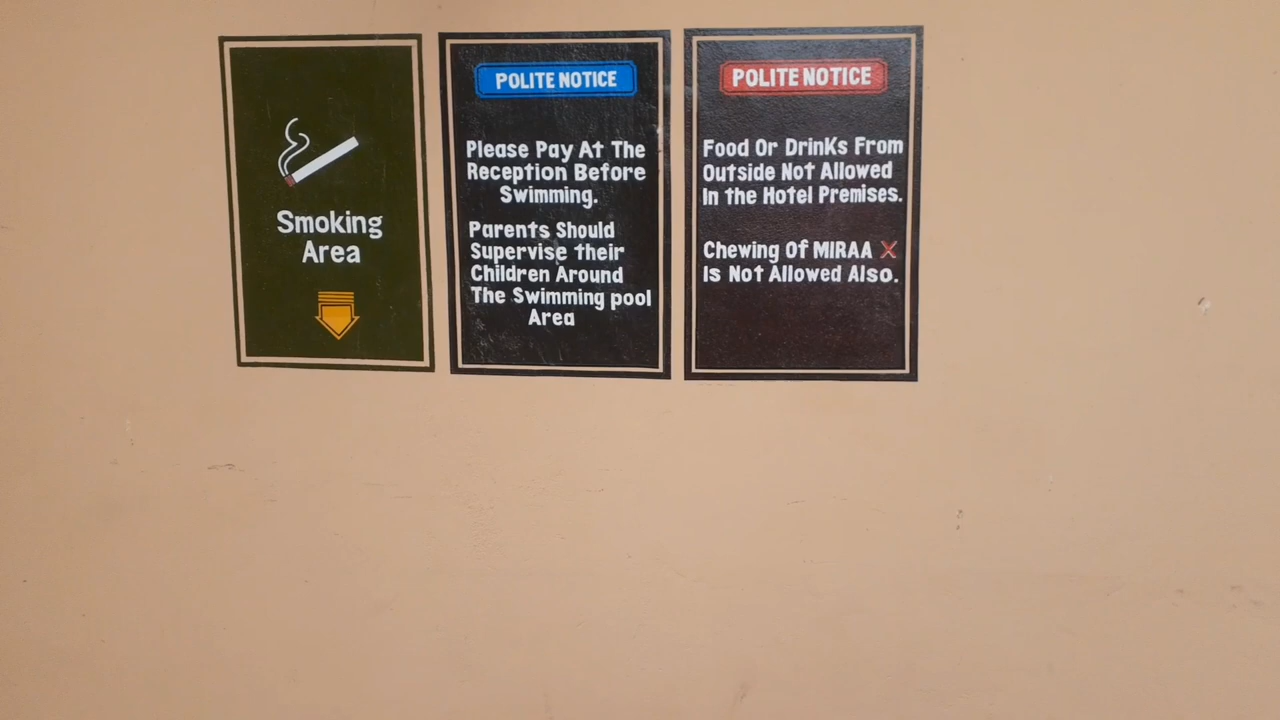 Smoking
Area
POLITE NOTICE
Please Pay At The
Reception Before
Swimming.
Parents Should
Supervise their
Children Around
The Swimming pool
Area
POLITE NOTICE
Food Or Drinks From
Outside Not Allowed
In the Hotel Premises.
Chewing Of MIRAA X
Is Not Allowed Also.